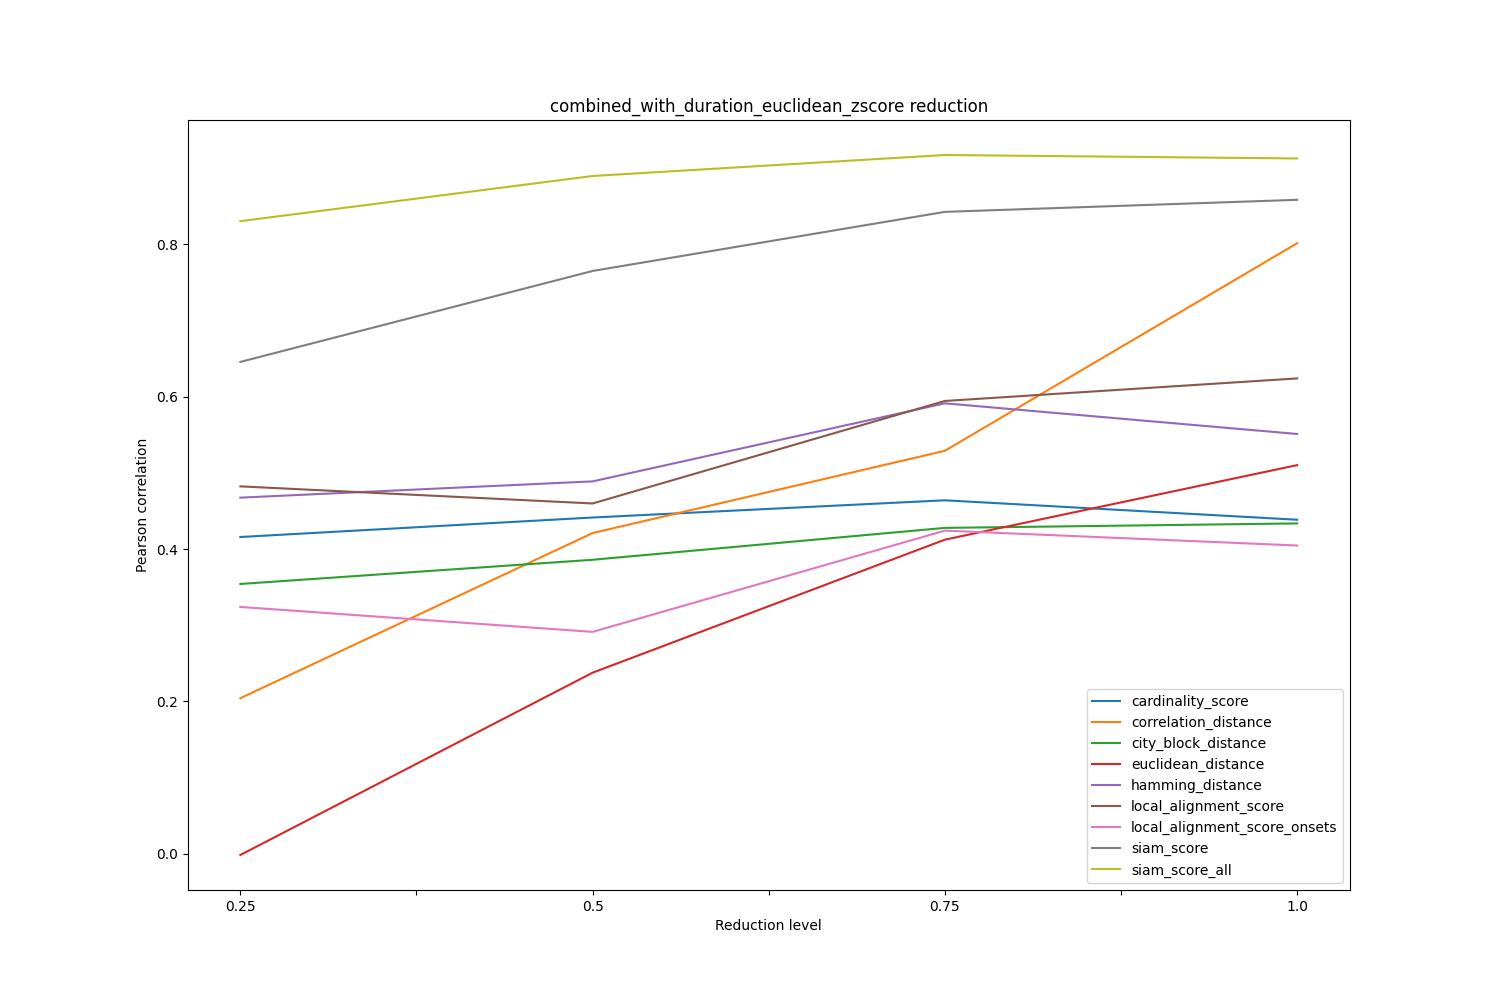 combined_with_duration_euclidean_zscore reduction
Pearson correlation
0.8
0.6
0.4
0.2
0.0
cardinality_score
correlation_distance
city_block_distance
euclidean_distance
hamming_distance
local_alignment_score
local_alignment_score_onsets
siam_score
siam_score_all
0.25
0.5
0.75
1.0
Reduction level